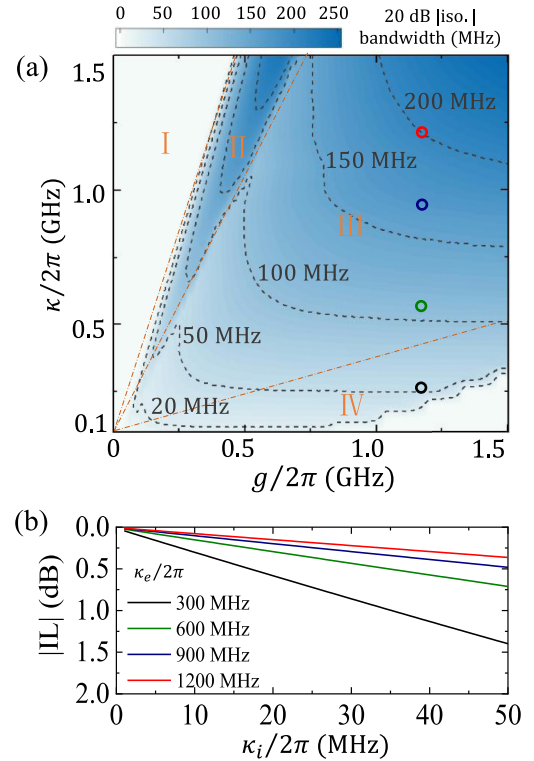 0 50 100 150 200 250
20 dB |iso.|
bandwidth (MHz)
(a)
1.5
1.0
0.5
0.1
κ/2π (GHz)
I
II
III
IV
200 MHz
150 MHz
100 MHz
50 MHz
20 MHz
0 0.5 1.0 1.5
g/2π (GHz)
(b)
0.0
0.5
1.0
1.5
2.0
|IL| (dB)
κₑ/2π
300 MHz
600 MHz
900 MHz
1200 MHz
0 10 20 30 40 50
κᵢ/2π (MHz)